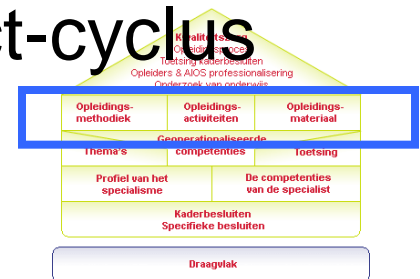 t-cyclus
Kwaliteitszorg
Opleidingsproces
Toetsing kaderbesluiten
Opleiders & AIOS professionalisering
Onderzoek van onderwijs
Opleidings-
methodiek
Opleidings-
activiteiten
Opleidings-
materiaal
Geoperationaliseerde
competenties
Thema's
Toetsing
Profiel van het
specialisme
De competenties
van de specialist
Kaderbesluiten
Specifieke besluiten
Draagvlak